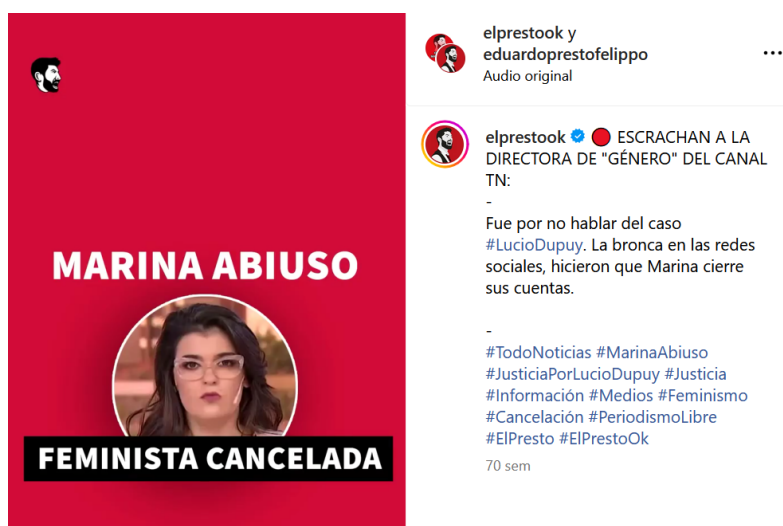 MARINA ABIUSO
FEMINISTA CANCELADA
elprestook y
eduardoprestofelippo
Audio original
elprestook 🔴 ESCRACHAN A LA
DIRECTORA DE "GÉNERO" DEL CANAL
TN:
-
Fue por no hablar del caso
#LucioDupuy. La bronca en las redes
sociales, hicieron que Marina cierre
sus cuentas.
-
#TodoNoticias #MarinaAbiuso
#JusticiaPorLucioDupuy #Justicia
#Información #Medios #Feminismo
#Cancelación #PeriodismoLibre
#ElPresto #ElPrestoOk
70 sem